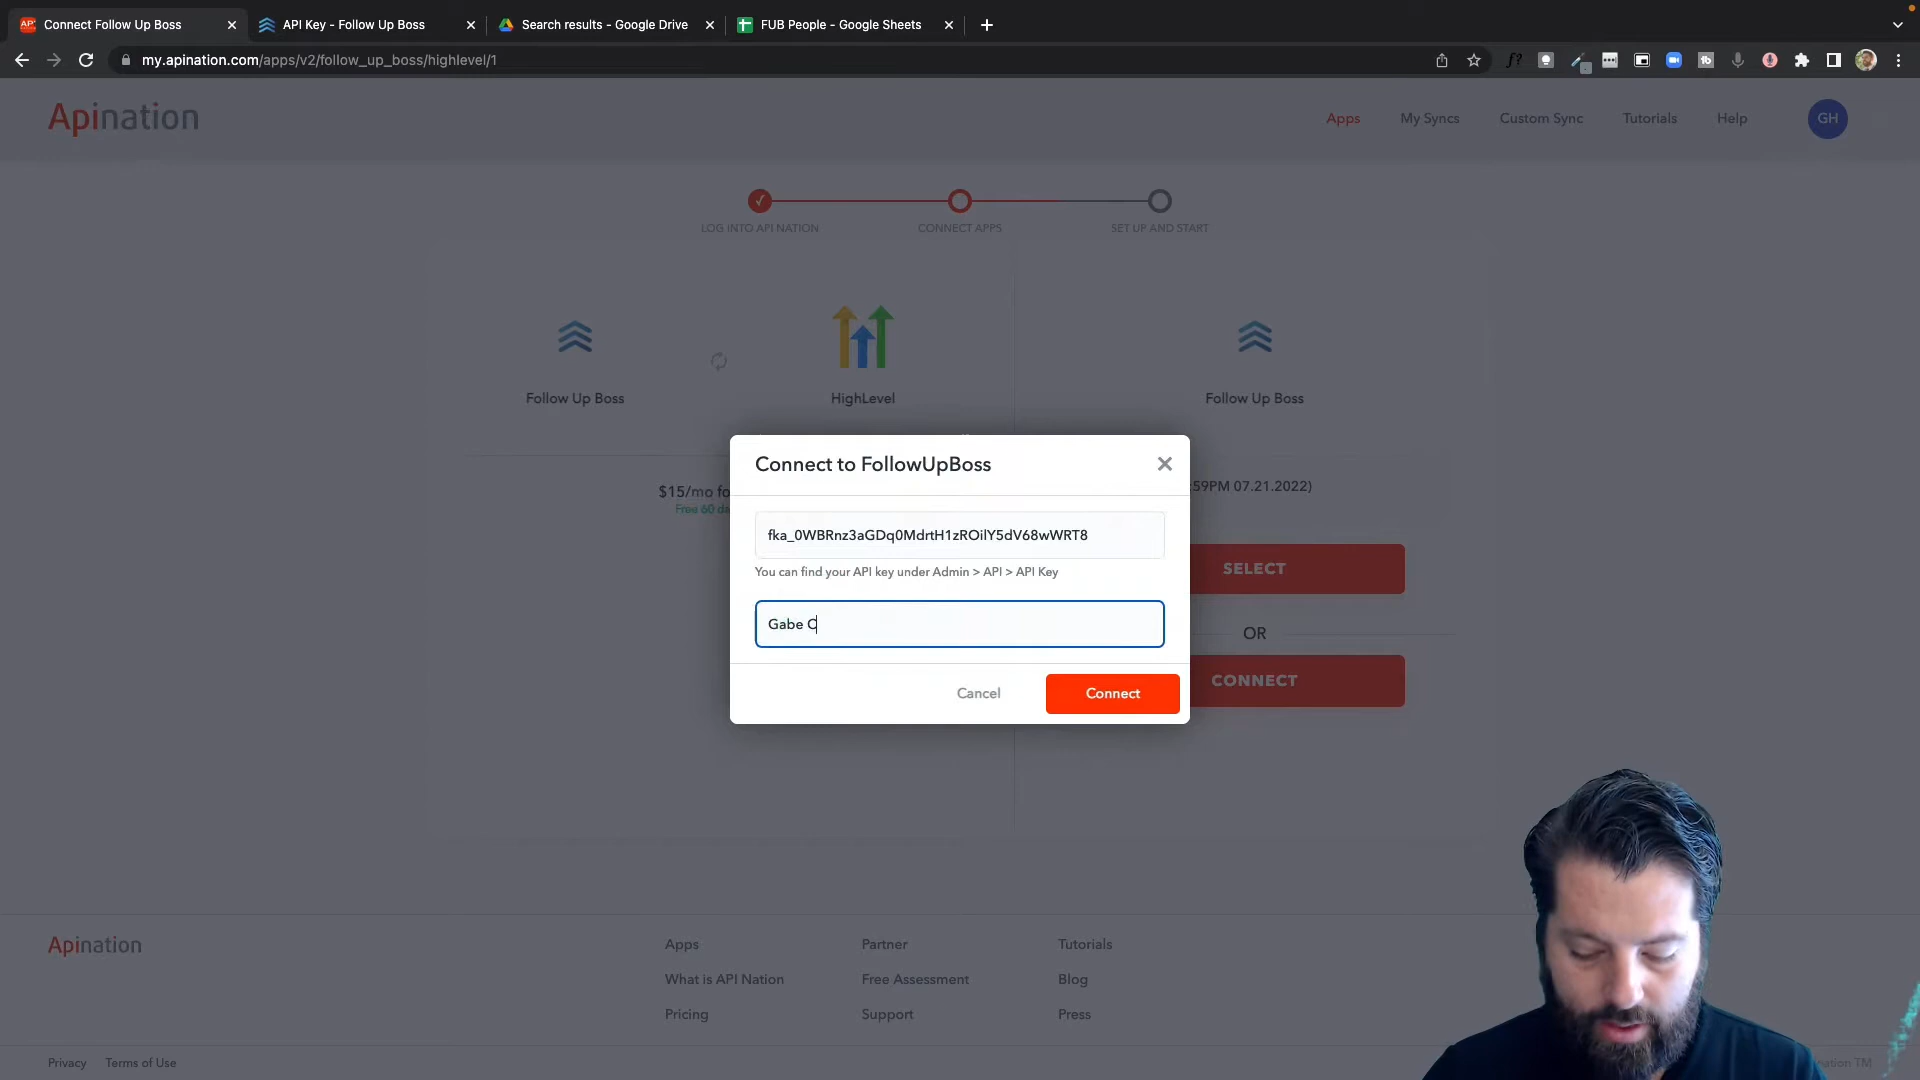 Connect Follow Up Boss
API Key - Follow Up Boss
Search results - Google Drive
FUB People - Google Sheets
my.apination.com/apps/v2/follow_up_boss/highlevel/1
Apination
Apps
My Syncs
Custom Sync
Tutorials
Help
GH
LOG INTO API NATION
CONNECT APPS
SET UP AND START
Follow Up Boss
HighLevel
Follow Up Boss
$15/mo fo
Free 60 da
:59PM 07.21.2022)
SELECT
OR
CONNECT
Connect to FollowUpBoss
fka_0WBRnz3aGDq0MdrtH1zROilY5dV68wWRT8
You can find your API key under Admin > API > API Key
Gabe C
Cancel
Connect
Apination
Apps
Partner
Tutorials
What is API Nation
Free Assessment
Blog
Pricing
Support
Press
Privacy
Terms of Use
nation TM